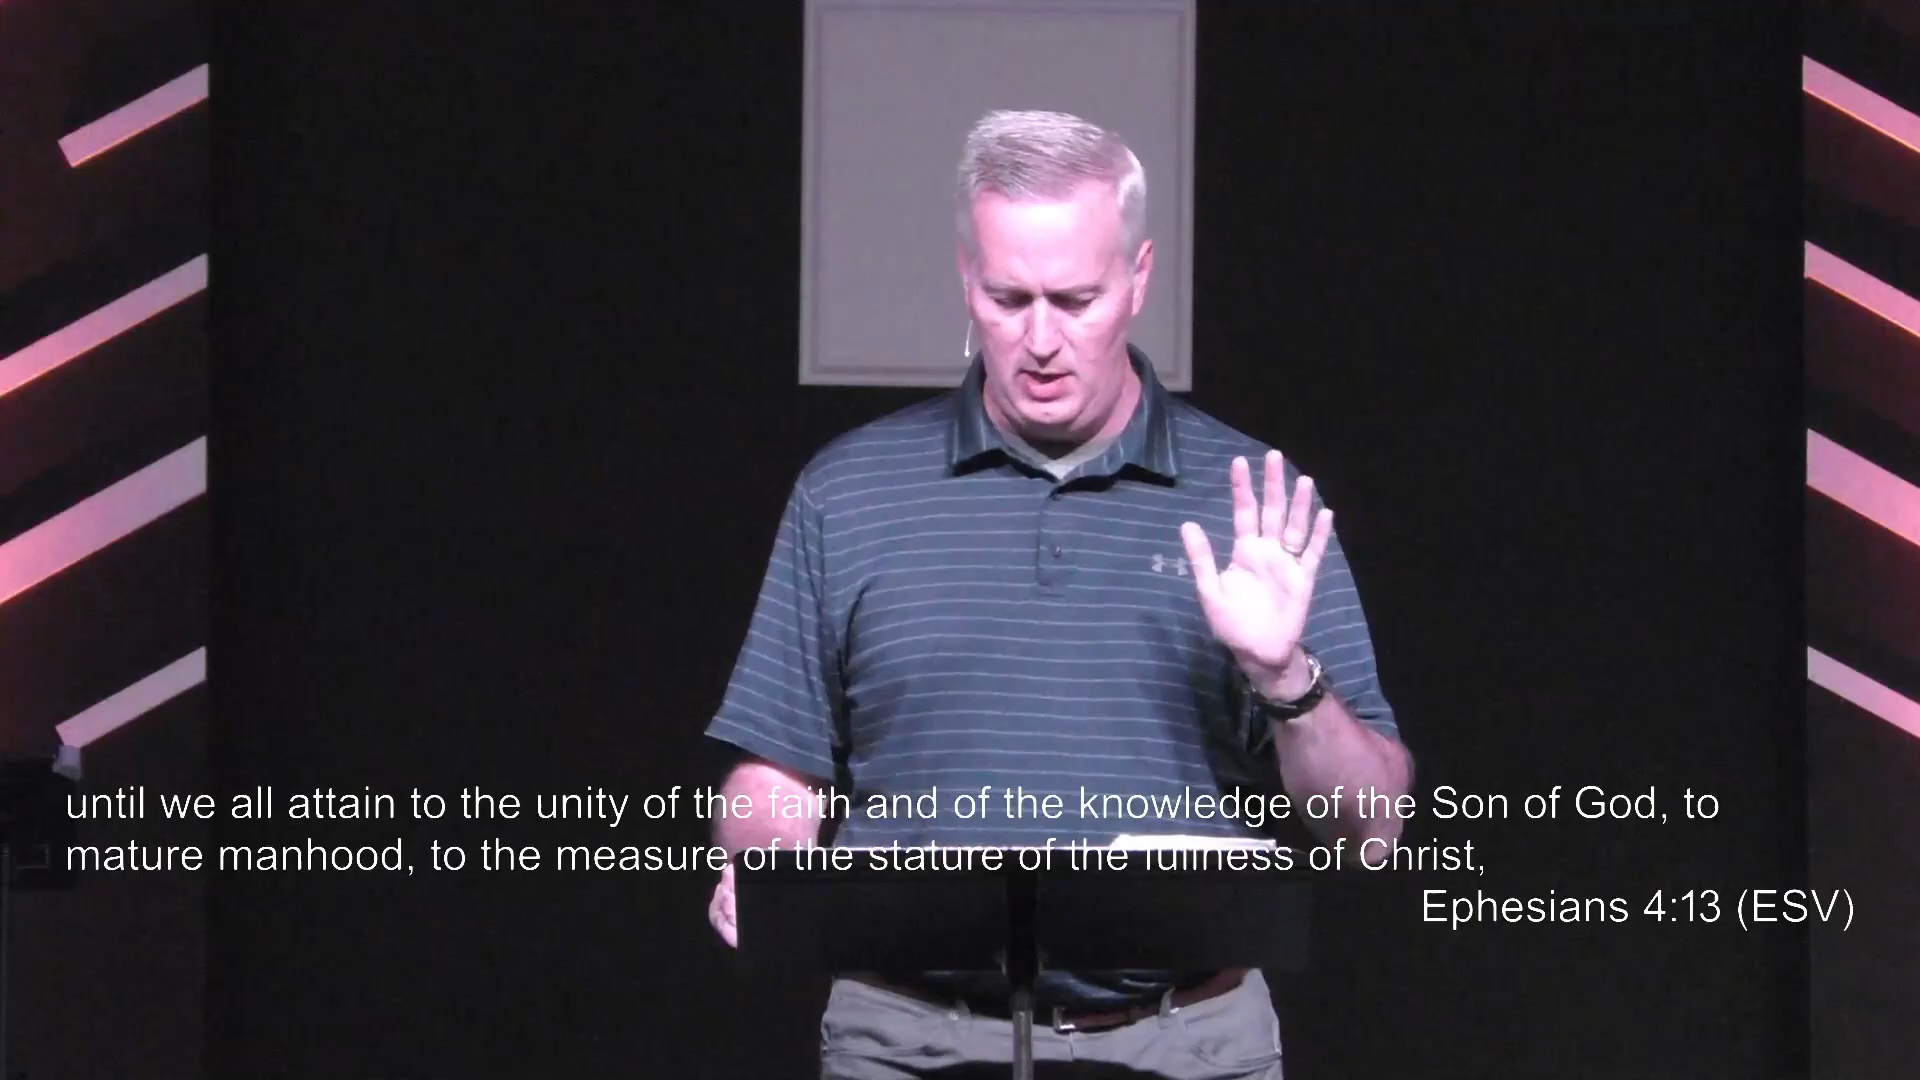 until we all attain to the unity of the faith and of the knowledge of the Son of God, to
mature manhood, to the measure of the stature of the fullness of Christ,
Ephesians 4:13 (ESV)